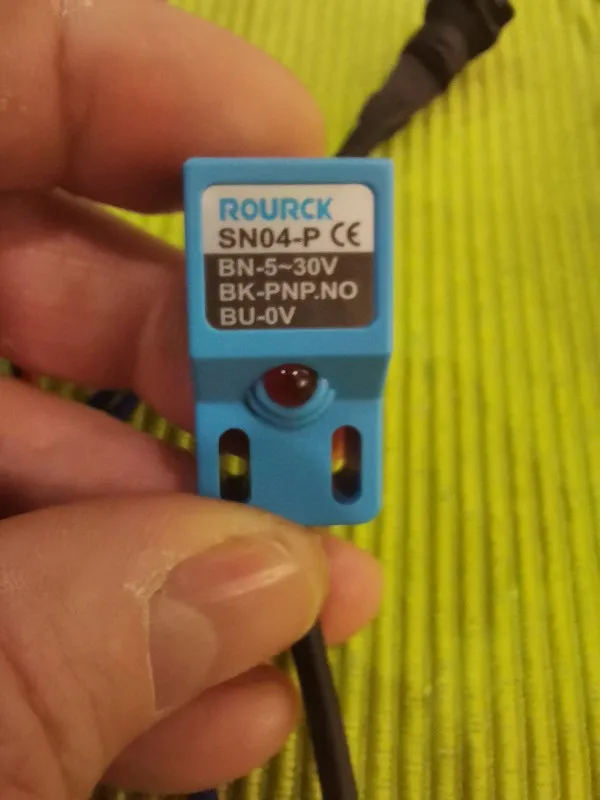 ROURCK
SN04-P CE
BN-5~30V
BK-PNP.NO
BU-0V